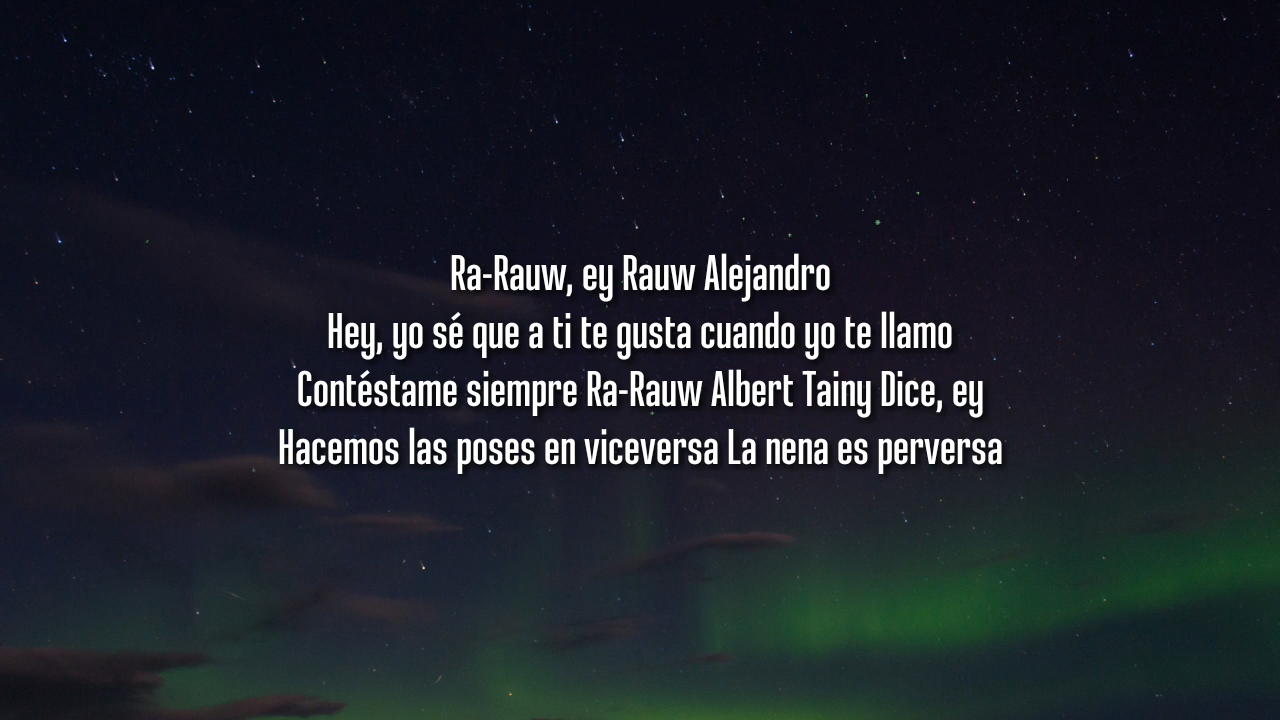 Ra-Rauw, ey Rauw Alejandro
Hey, yo sé que a ti te gusta cuando yo te llamo
Contéstame siempre Ra-Rauw Albert Tainy Dice, ey
Hacemos las poses en viceversa La nena es perversa